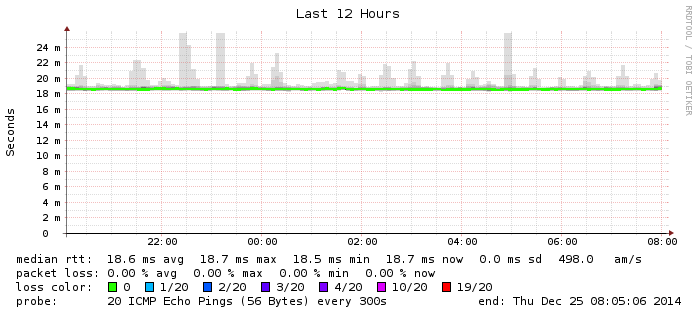 Last 12 Hours
RRDTOOL / TOBI OETIKER
Seconds
24 m
22 m
20 m
18 m
16 m
14 m
12 m
10 m
8 m
6 m
4 m
2 m
0
22:00 00:00 02:00 04:00 06:00 08:00
median rtt: 18.6 ms avg 18.7 ms max 18.5 ms min 18.7 ms now 0.0 ms sd 498.0 am/s
packet loss: 0.00 % avg 0.00 % max 0.00 % min 0.00 % now
loss color: 0 1/20 2/20 3/20 4/20 10/20 19/20
probe: 20 ICMP Echo Pings (56 Bytes) every 300s end: Thu Dec 25 08:05:06 2014